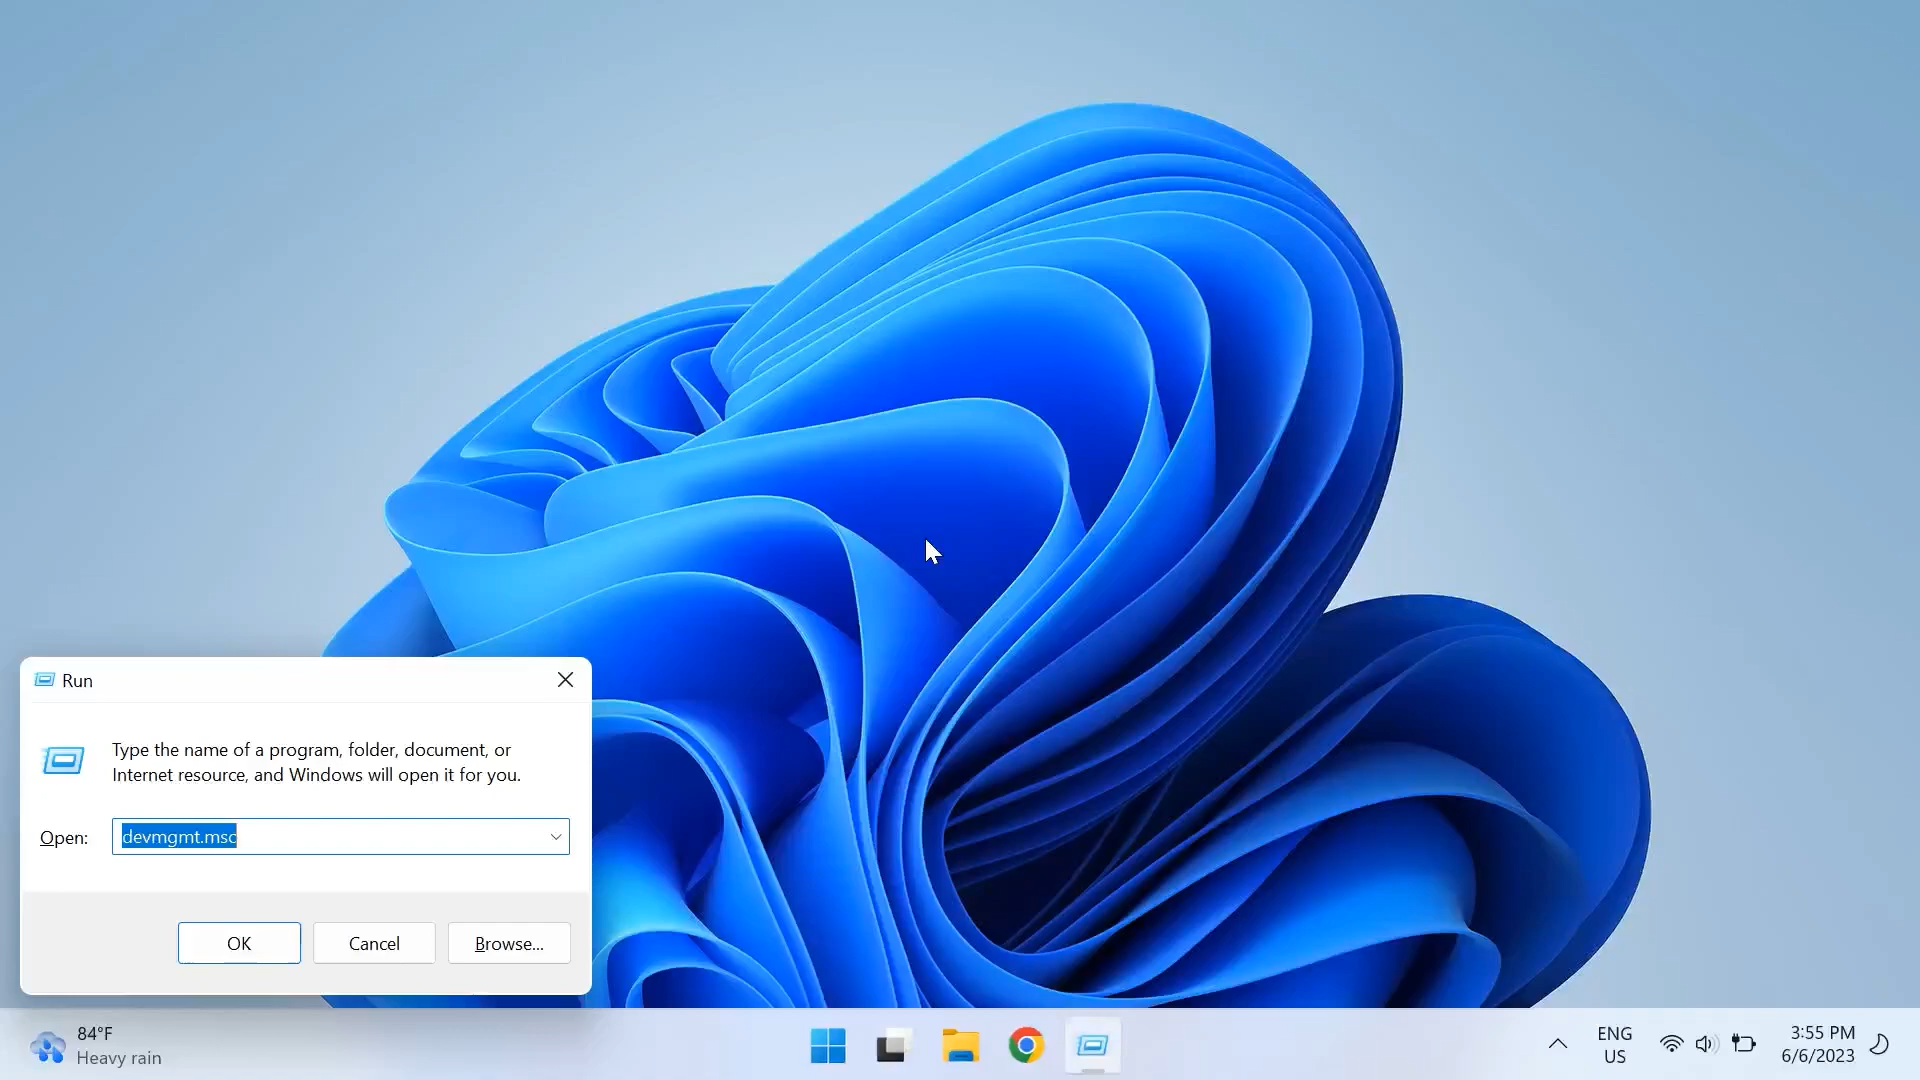 Run
Type the name of a program, folder, document, or
Internet resource, and Windows will open it for you.
Open: devmgmt.msc
OK Cancel Browse...
84°F
Heavy rain
ENG
US
3:55 PM
6/6/2023